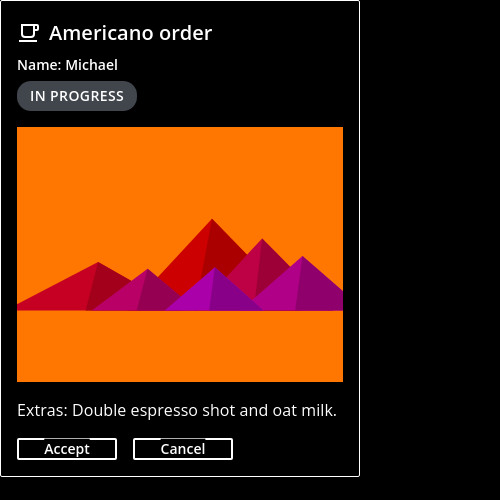 Americano order
Name: Michael
IN PROGRESS
Extras: Double espresso shot and oat milk.
Accept
Cancel